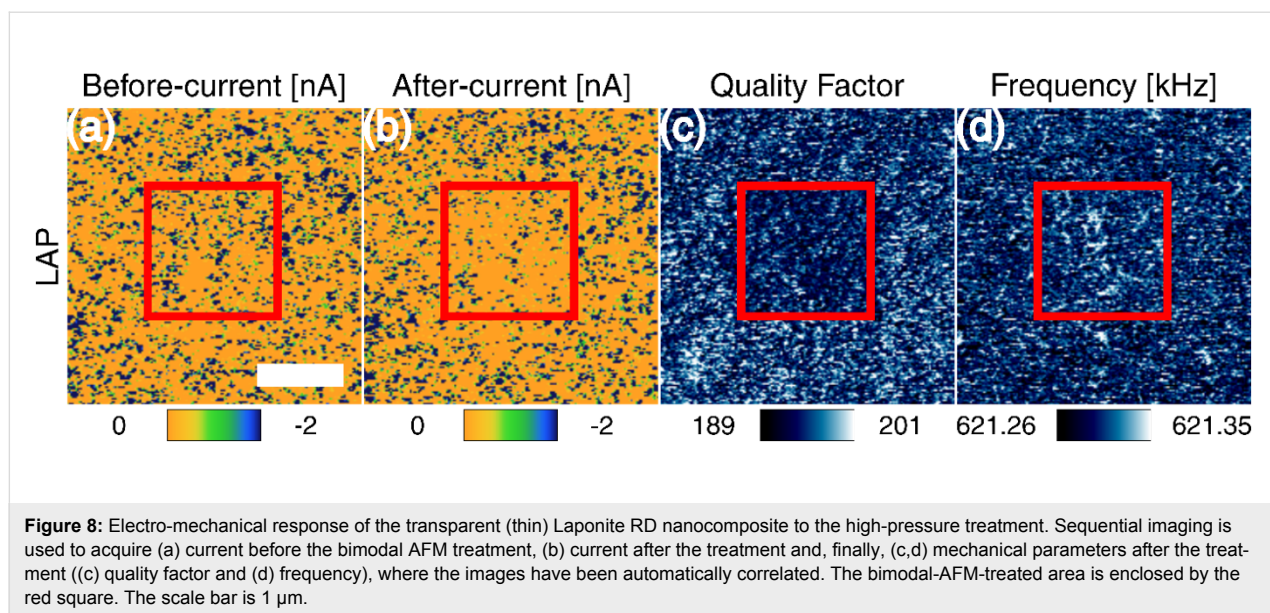 Before-current [nA] After-current [nA] Quality Factor Frequency [kHz]
(a) (b) (c) (d)
LAP
0 -2 0 -2 189 201 621.26 621.35
Figure 8: Electro-mechanical response of the transparent (thin) Laponite RD nanocomposite to the high-pressure treatment. Sequential imaging is
used to acquire (a) current before the bimodal AFM treatment, (b) current after the treatment and, finally, (c,d) mechanical parameters after the treat-
ment ((c) quality factor and (d) frequency), where the images have been automatically correlated. The bimodal-AFM-treated area is enclosed by the
red square. The scale bar is 1 µm.